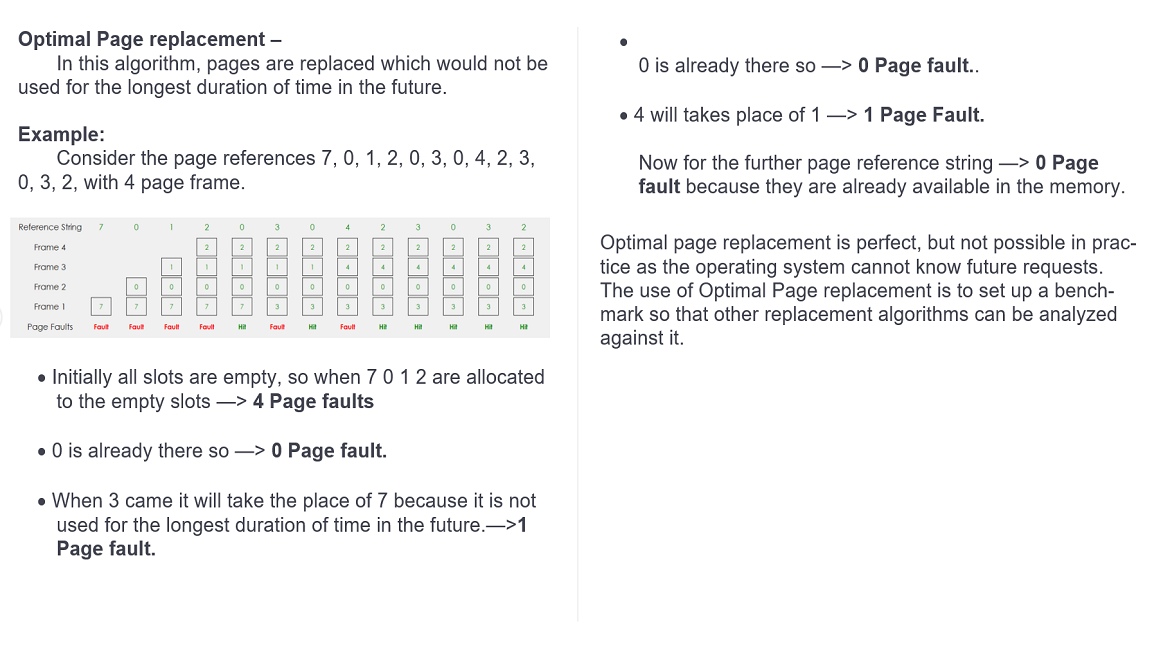 Optimal Page replacement –
In this algorithm, pages are replaced which would not be
used for the longest duration of time in the future.
Example:
Consider the page references 7, 0, 1, 2, 0, 3, 0, 4, 2, 3,
0, 3, 2, with 4 page frame.
Reference String 7 0 1 2 0 3 0 4 2 3 0 3 2
Frame 4 2 2 2 2 2 2 2 2 2 2
Frame 3 1 1 1 1 1 4 4 4 4 4 4
Frame 2 0 0 0 0 0 0 0 0 0 0 0 0
Frame 1 7 7 7 7 7 3 3 3 3 3 3 3 3
Page Faults Fault Fault Fault Fault Hit Fault Hit Fault Hit Hit Hit Hit Hit
• Initially all slots are empty, so when 7 0 1 2 are allocated
to the empty slots —> 4 Page faults
• 0 is already there so —> 0 Page fault.
• When 3 came it will take the place of 7 because it is not
used for the longest duration of time in the future.—>1
Page fault.
•
0 is already there so —> 0 Page fault..
• 4 will takes place of 1 —> 1 Page Fault.
Now for the further page reference string —> 0 Page
fault because they are already available in the memory.
Optimal page replacement is perfect, but not possible in prac-
tice as the operating system cannot know future requests.
The use of Optimal Page replacement is to set up a bench-
mark so that other replacement algorithms can be analyzed
against it.